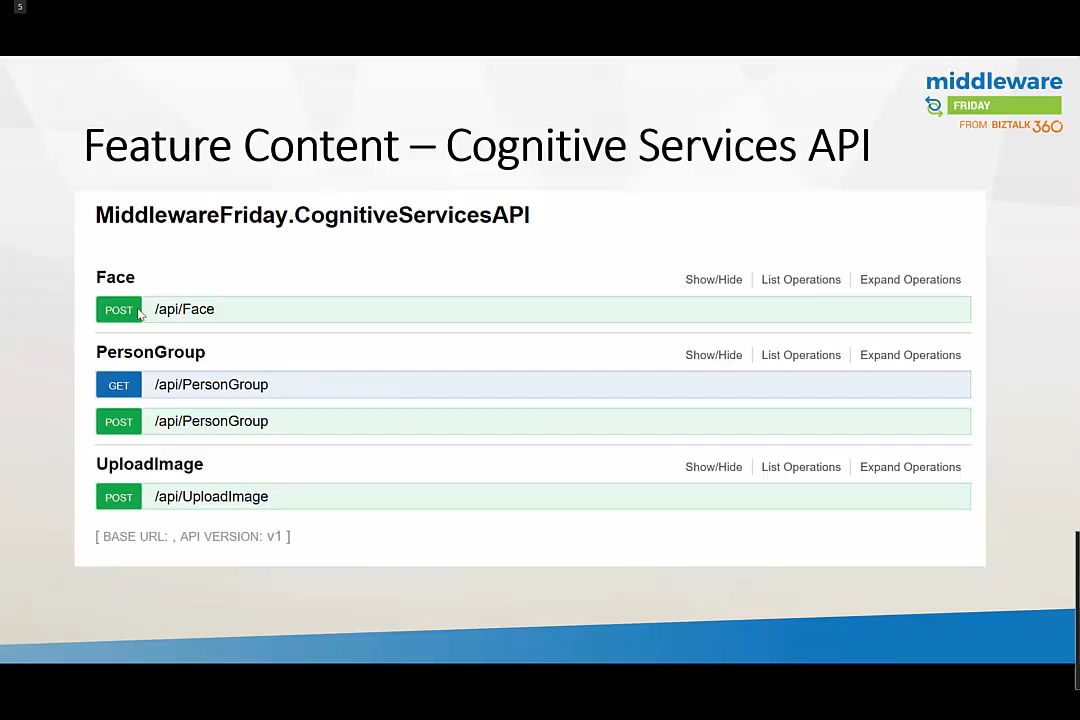 5
middleware
FRIDAY
FROM BIZTALK360
Feature Content – Cognitive Services API
MiddlewareFriday.CognitiveServicesAPI
Face
Show/Hide List Operations Expand Operations
POST /api/Face
PersonGroup
Show/Hide List Operations Expand Operations
GET /api/PersonGroup
POST /api/PersonGroup
UploadImage
Show/Hide List Operations Expand Operations
POST /api/UploadImage
[ BASE URL: , API VERSION: v1 ]